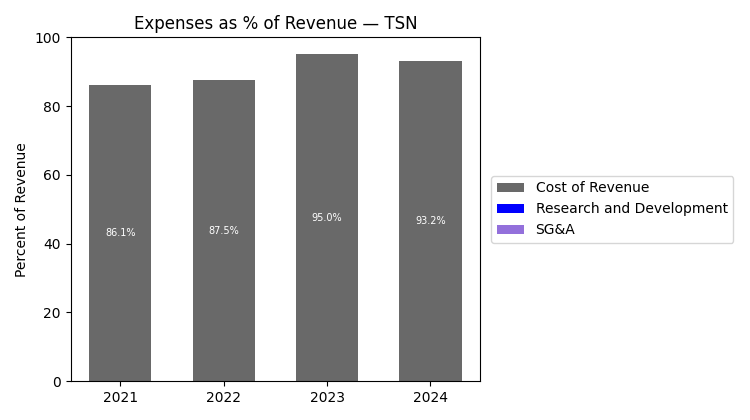 Expenses as % of Revenue — TSN
100
80
60
40
20
0
Percent of Revenue
86.1%
87.5%
95.0%
93.2%
2021
2022
2023
2024
Cost of Revenue
Research and Development
SG&A